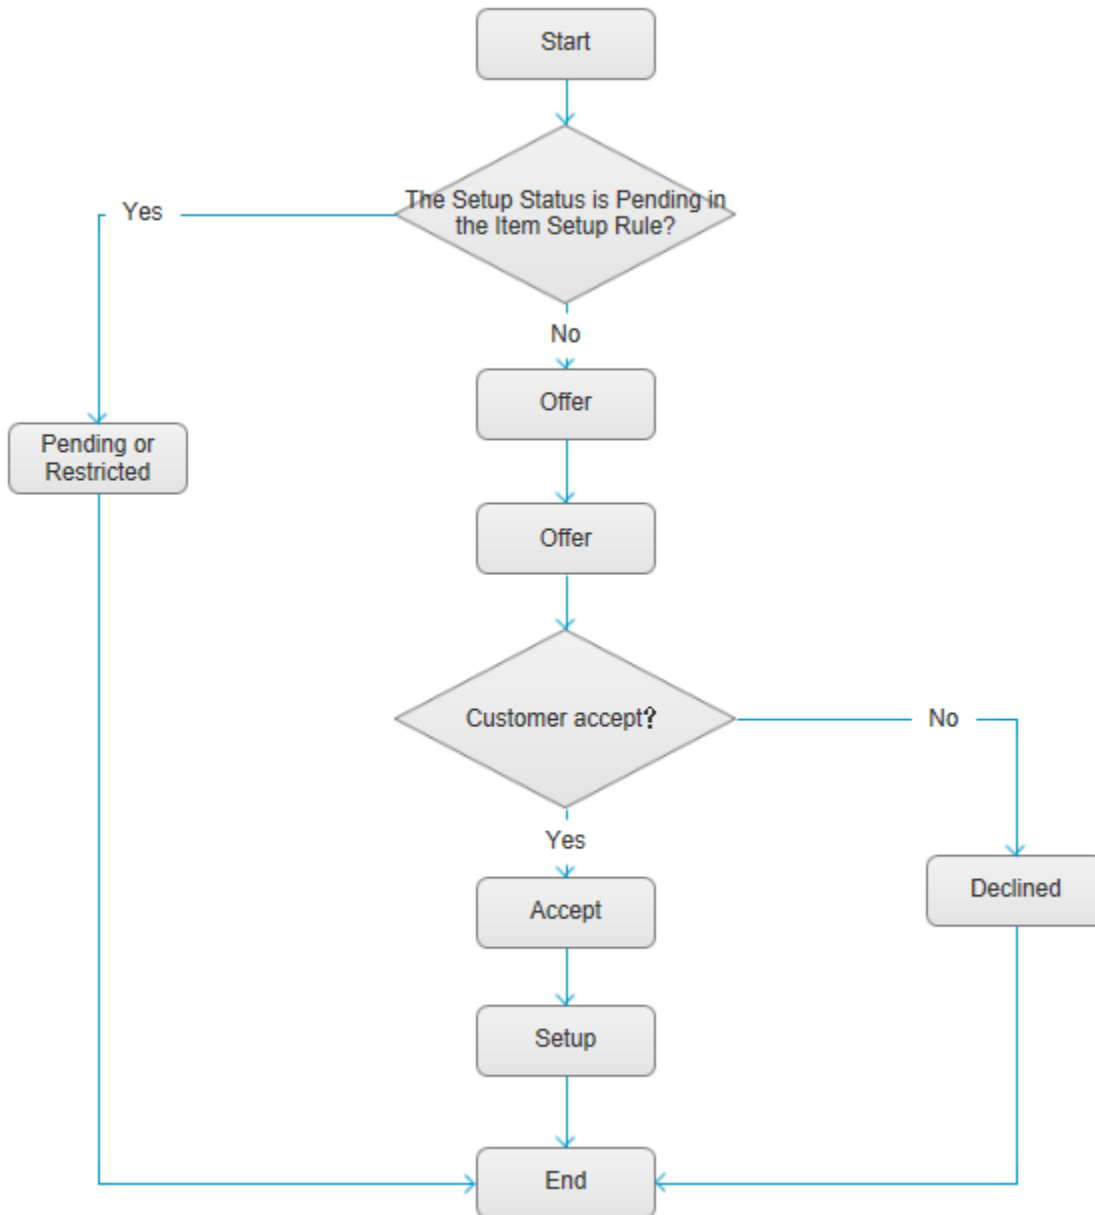 Start
The Setup Status is Pending in
the Item Setup Rule?
Yes
No
Offer
Pending or
Restricted
Offer
Customer accept?
No
Yes
Accept
Declined
Setup
End